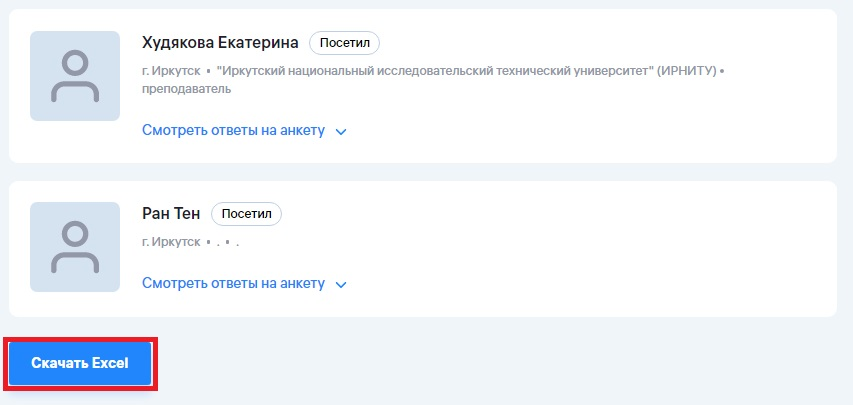 Худякова Екатерина Посетил
г. Иркутск • "Иркутский национальный исследовательский технический университет" (ИРНИТУ) •
преподаватель
Смотреть ответы на анкету
Ран Тен Посетил
г. Иркутск • . • .
Смотреть ответы на анкету
Скачать Excel